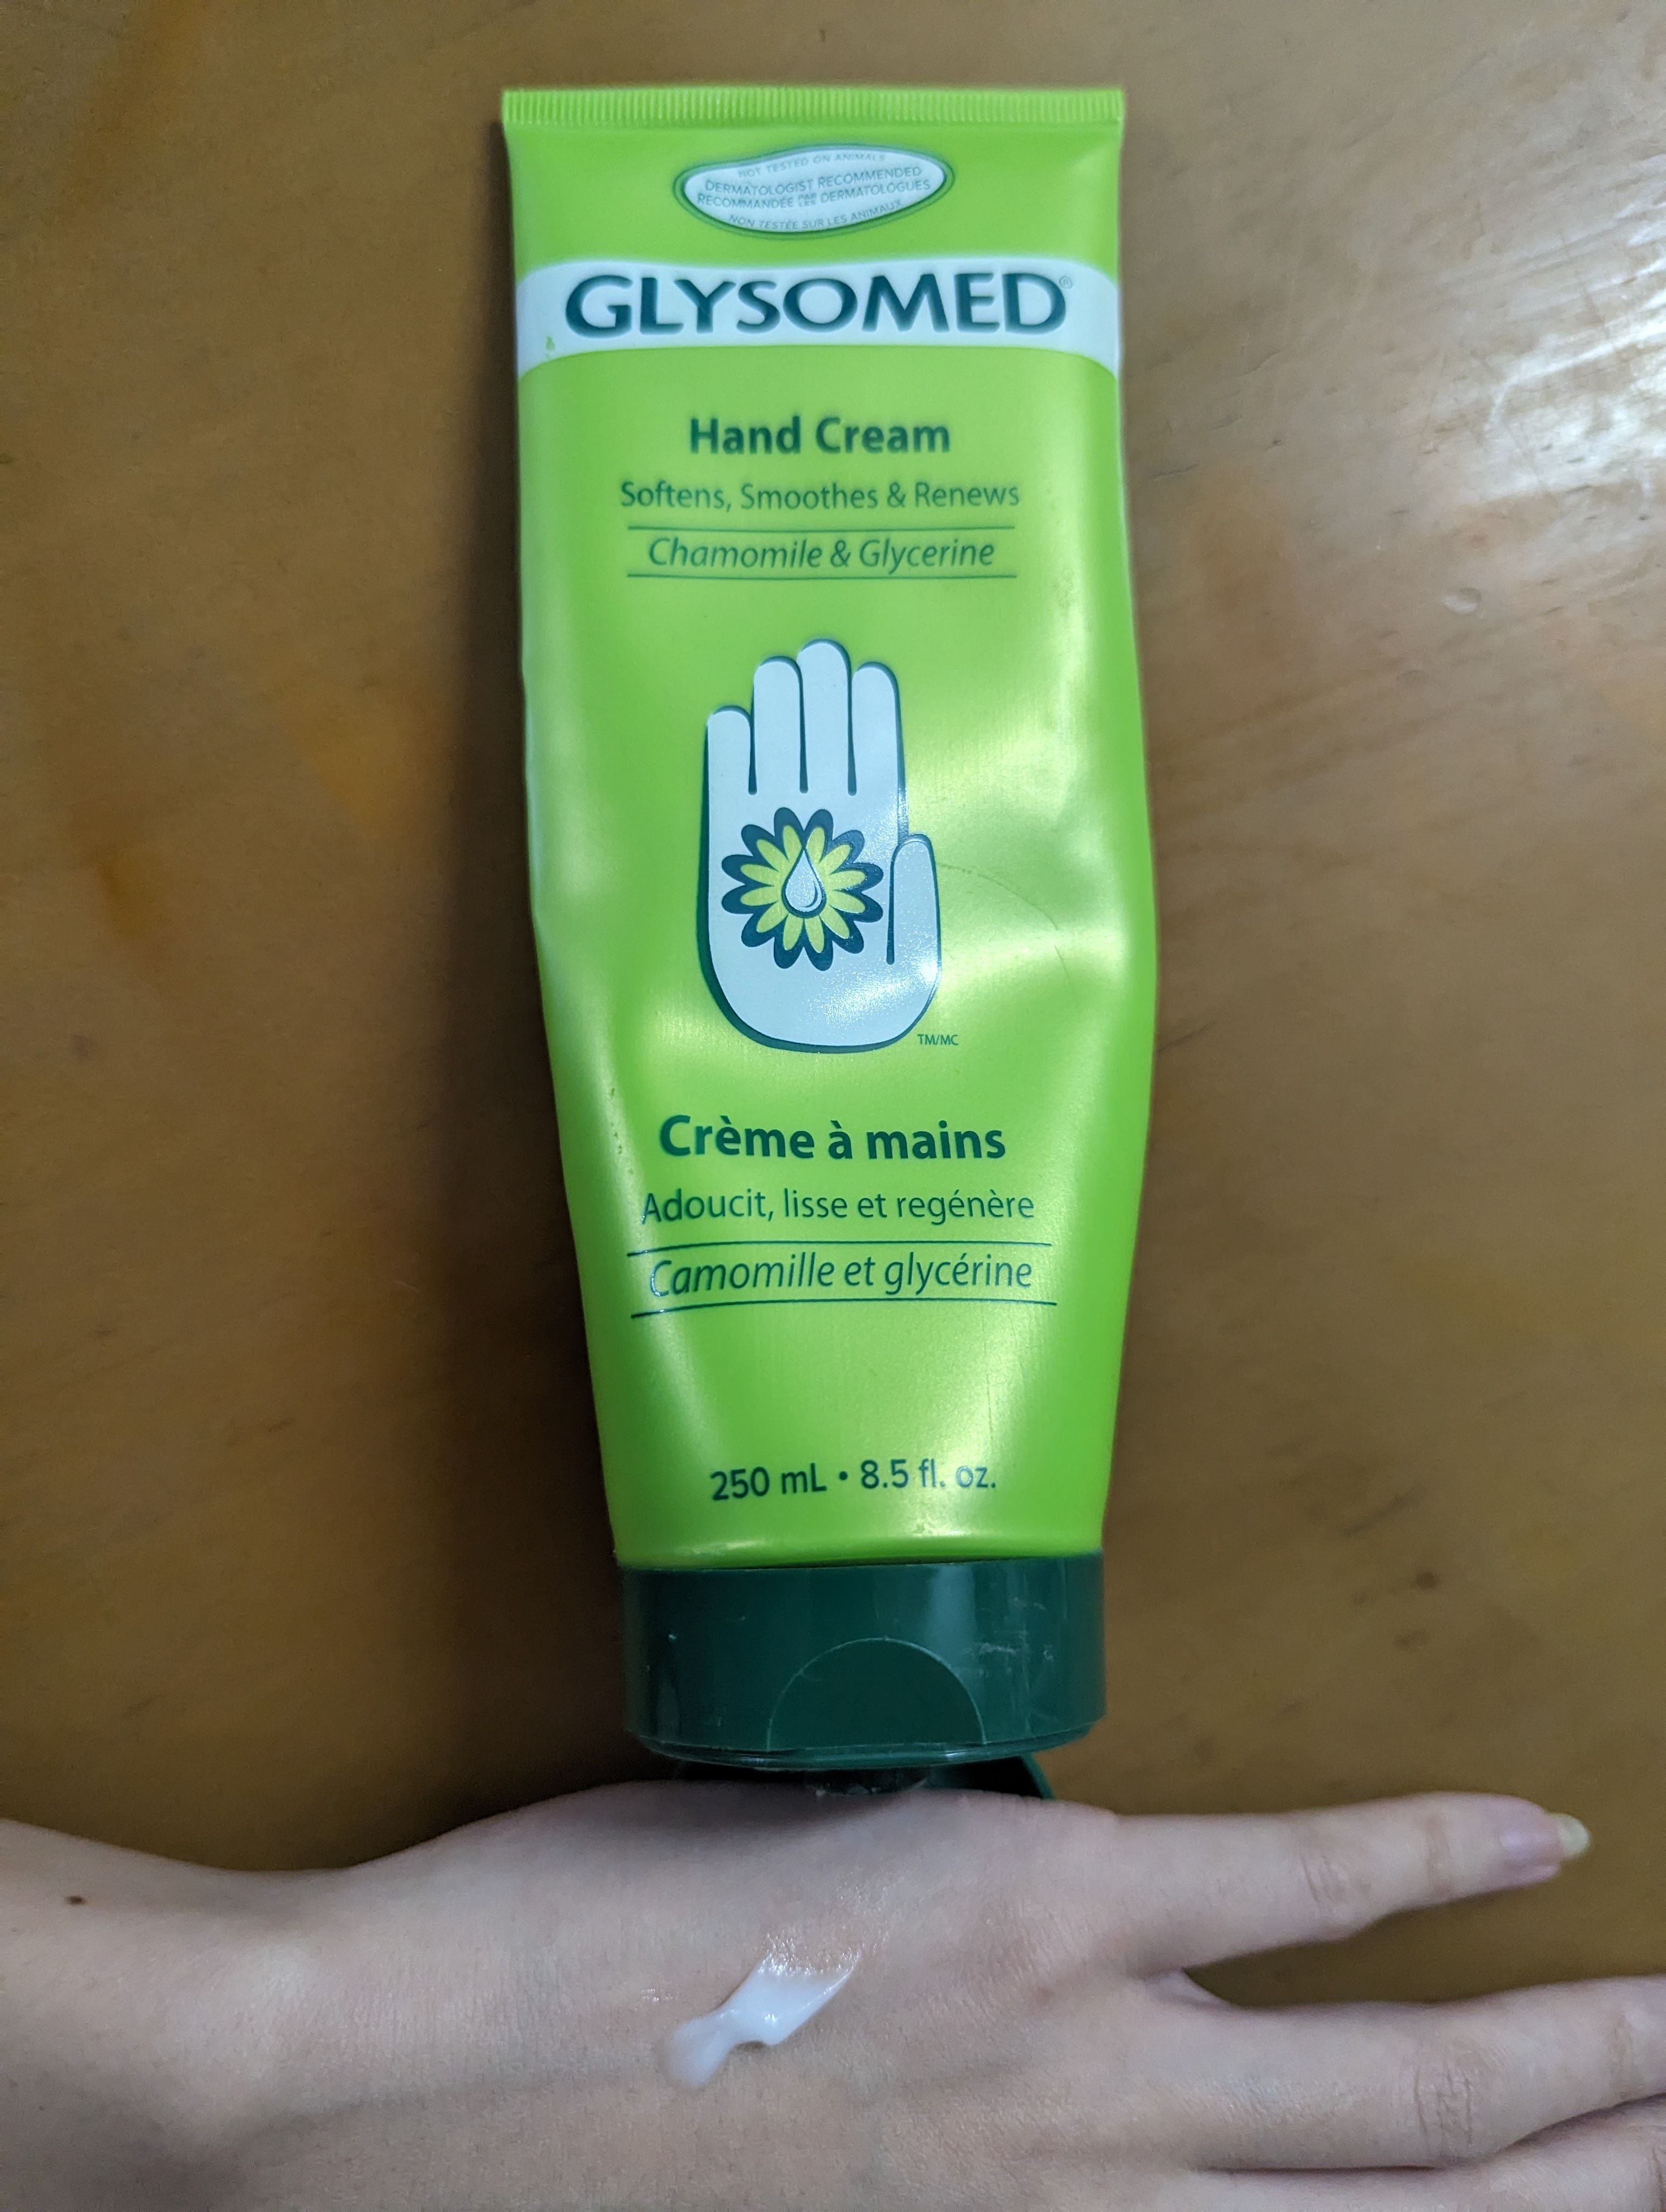 NOT TESTED ON ANIMALS
DERMATOLOGIST RECOMMENDED
RECOMMANDÉE PAR LES DERMATOLOGUES
NON TESTÉE SUR LES ANIMAUX
GLYSOMED®
Hand Cream
Softens, Smoothes & Renews
Chamomile & Glycerine
TM/MC
Crème à mains
Adoucit, lisse et regénère
Camomille et glycérine
250 mL • 8.5 fl. oz.